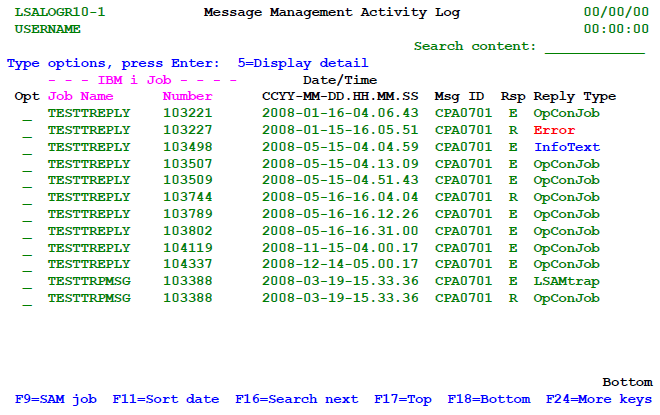 LSALOGR10-1 Message Management Activity Log 00/00/00
USERNAME 00:00:00
Search content: ____________
Type options, press Enter: 5=Display detail
- - - IBM i Job - - - - Date/Time
Opt Job Name Number CCYY-MM-DD.HH.MM.SS Msg ID Rsp Reply Type
_ TESTTREPLY 103221 2008-01-16-04.06.43 CPA0701 E OpConJob
_ TESTTREPLY 103227 2008-01-15-16.05.51 CPA0701 R Error
_ TESTTREPLY 103498 2008-05-15-04.04.59 CPA0701 E InfoText
_ TESTTREPLY 103507 2008-05-15-04.13.09 CPA0701 E OpConJob
_ TESTTREPLY 103509 2008-05-15-04.51.43 CPA0701 E OpConJob
_ TESTTREPLY 103744 2008-05-16-16.04.04 CPA0701 R OpConJob
_ TESTTREPLY 103789 2008-05-16-16.12.26 CPA0701 E OpConJob
_ TESTTREPLY 103802 2008-05-16-16.31.00 CPA0701 E OpConJob
_ TESTTREPLY 104119 2008-11-15-04.00.17 CPA0701 E OpConJob
_ TESTTREPLY 104337 2008-12-14-05.00.17 CPA0701 E OpConJob
_ TESTTRPMSG 103388 2008-03-19-15.33.36 CPA0701 E LSAMtrap
_ TESTTRPMSG 103388 2008-03-19-15.33.36 CPA0701 R OpConJob
Bottom
F9=SAM job F11=Sort date F16=Search next F17=Top F18=Bottom F24=More keys